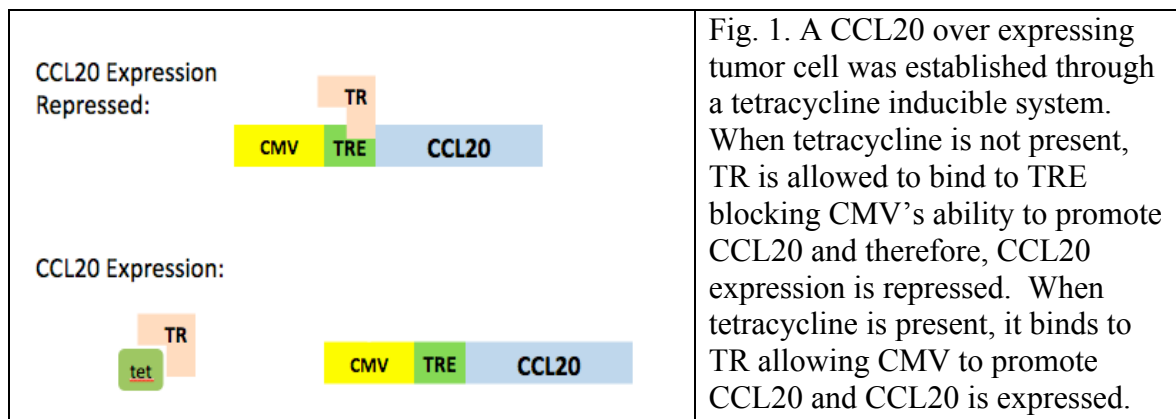 CCL20 Expression
Repressed:
TR
CMV TRE CCL20
CCL20 Expression:
TR
tet
CMV TRE CCL20
Fig. 1. A CCL20 over expressing
tumor cell was established through
a tetracycline inducible system.
When tetracycline is not present,
TR is allowed to bind to TRE
blocking CMV's ability to promote
CCL20 and therefore, CCL20
expression is repressed.  When
tetracycline is present, it binds to
TR allowing CMV to promote
CCL20 and CCL20 is expressed.